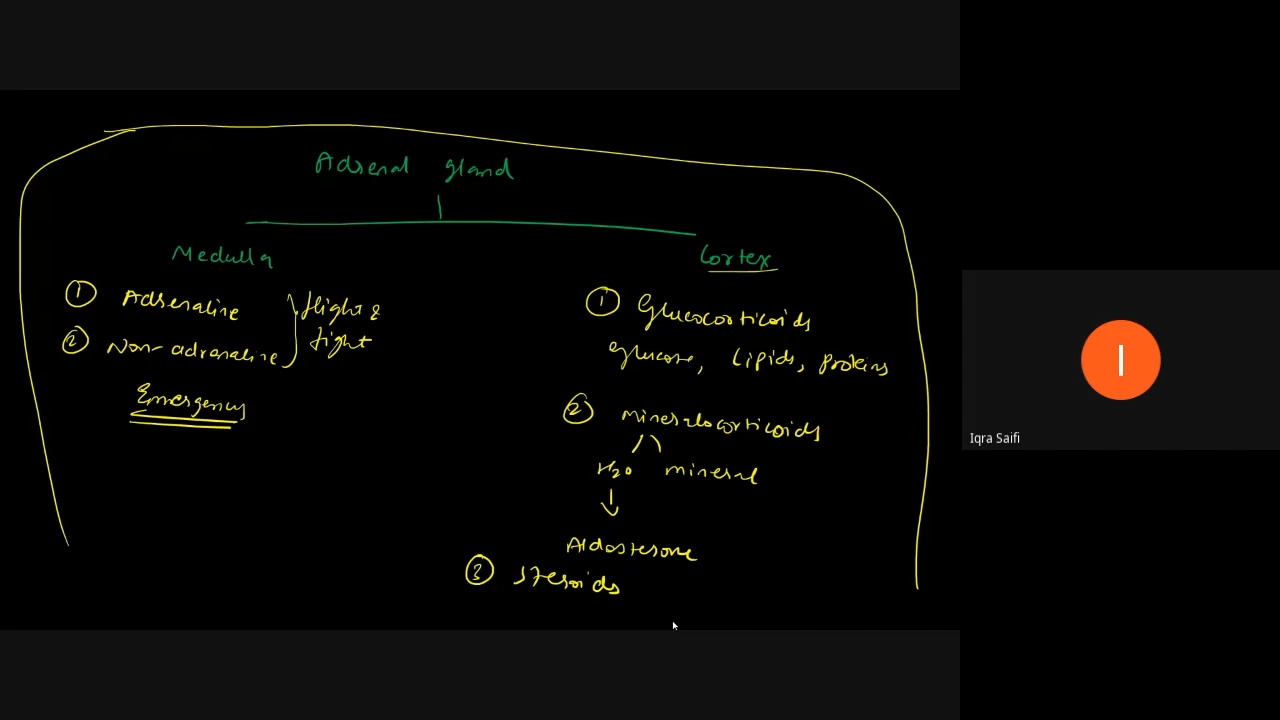 Adrenal gland
Medulla
Cortex
① Adrenaline
② Non-adrenaline
flight &
fight
Emergency
① Glucocorticoids
glucose, lipids, proteins
② Mineralocorticoids
H₂O mineral
Aldosterone
③ Steroids
I
Iqra Saifi